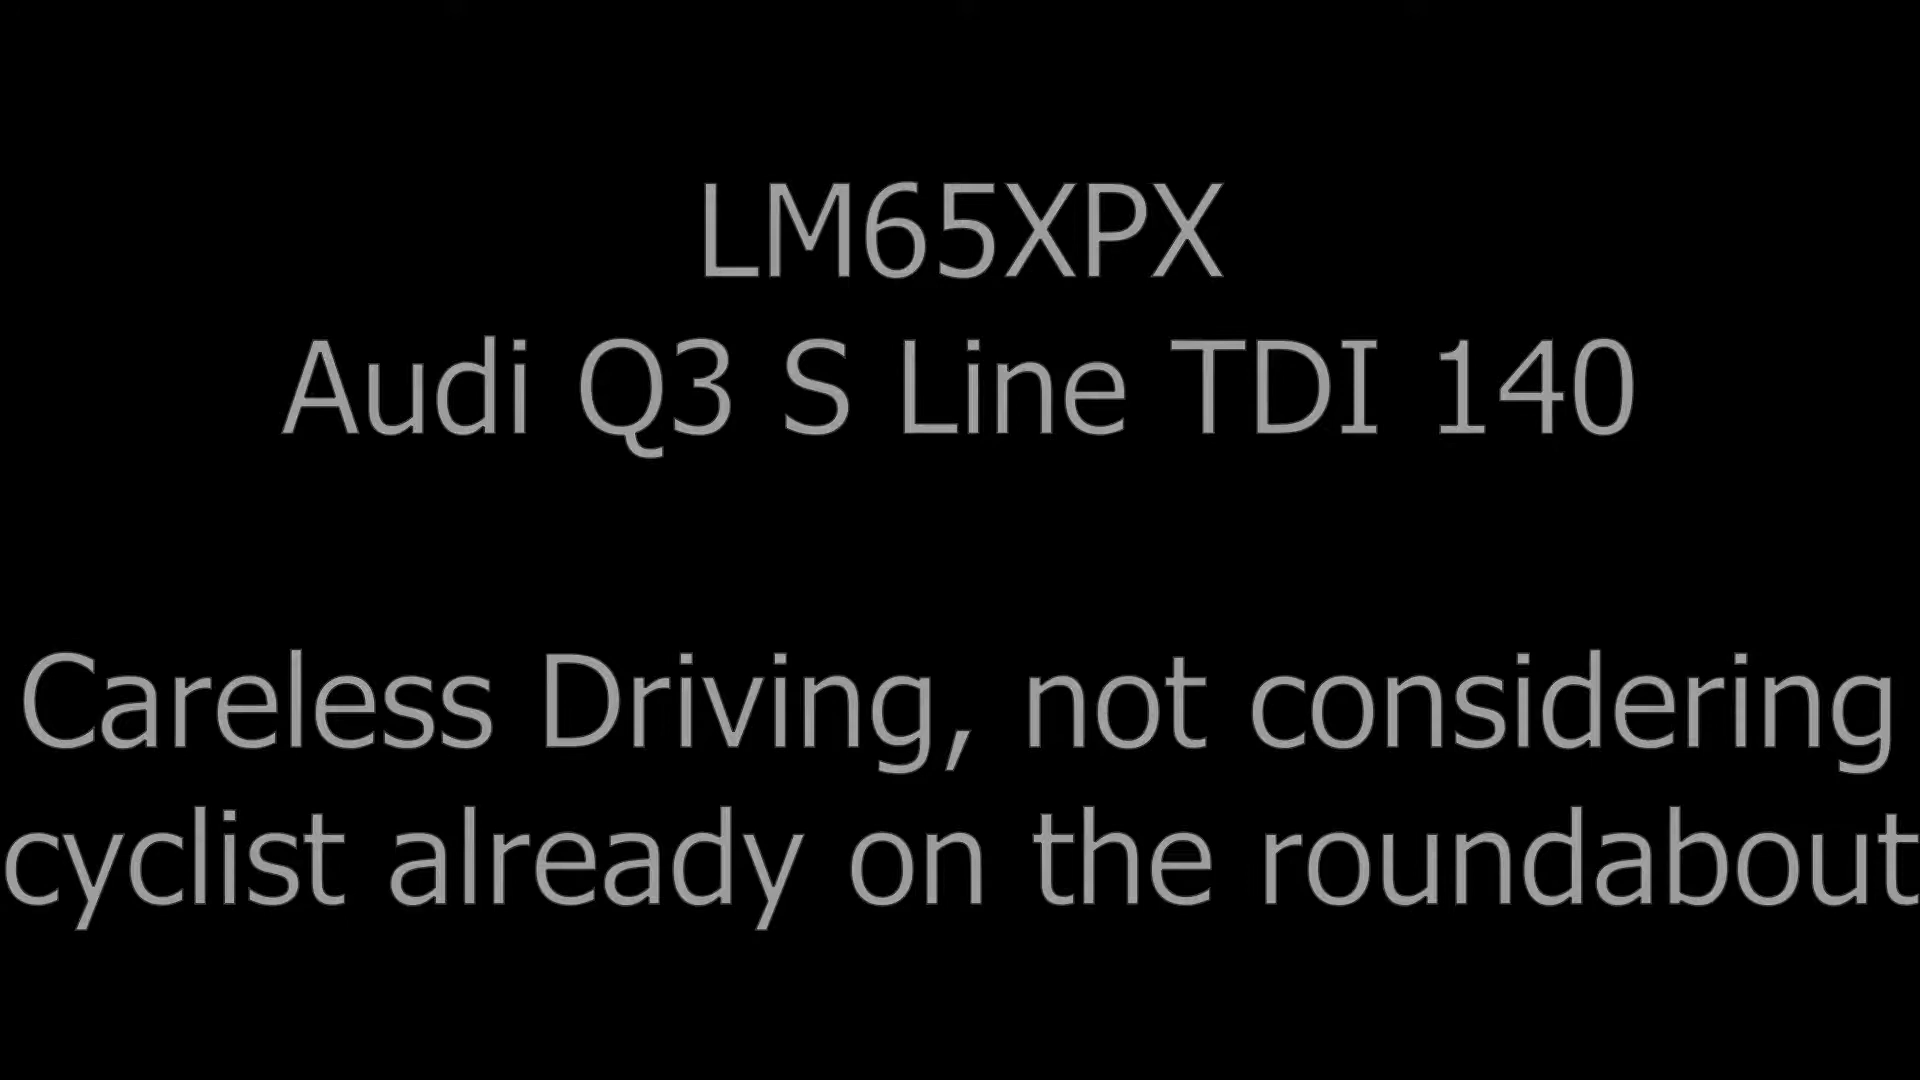 LM65XPX
Audi Q3 S Line TDI 140
Careless Driving, not considering
cyclist already on the roundabout